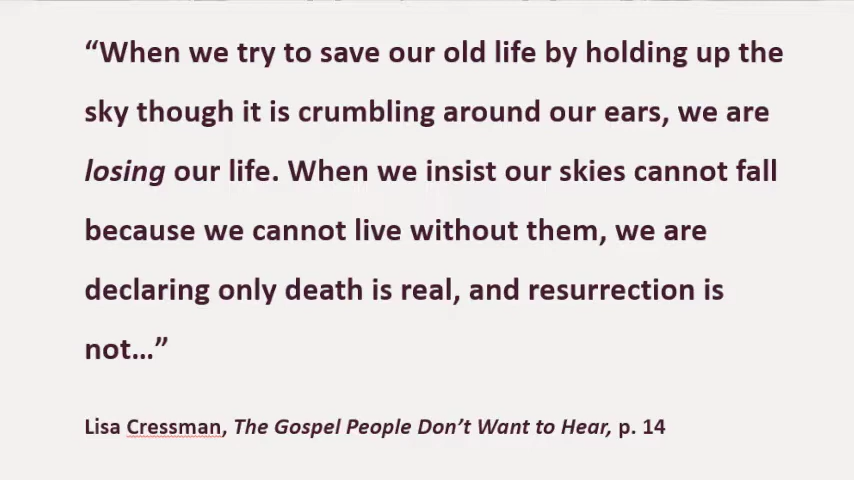 “When we try to save our old life by holding up the
sky though it is crumbling around our ears, we are
losing our life. When we insist our skies cannot fall
because we cannot live without them, we are
declaring only death is real, and resurrection is
not...”
Lisa Cressman, The Gospel People Don’t Want to Hear, p. 14